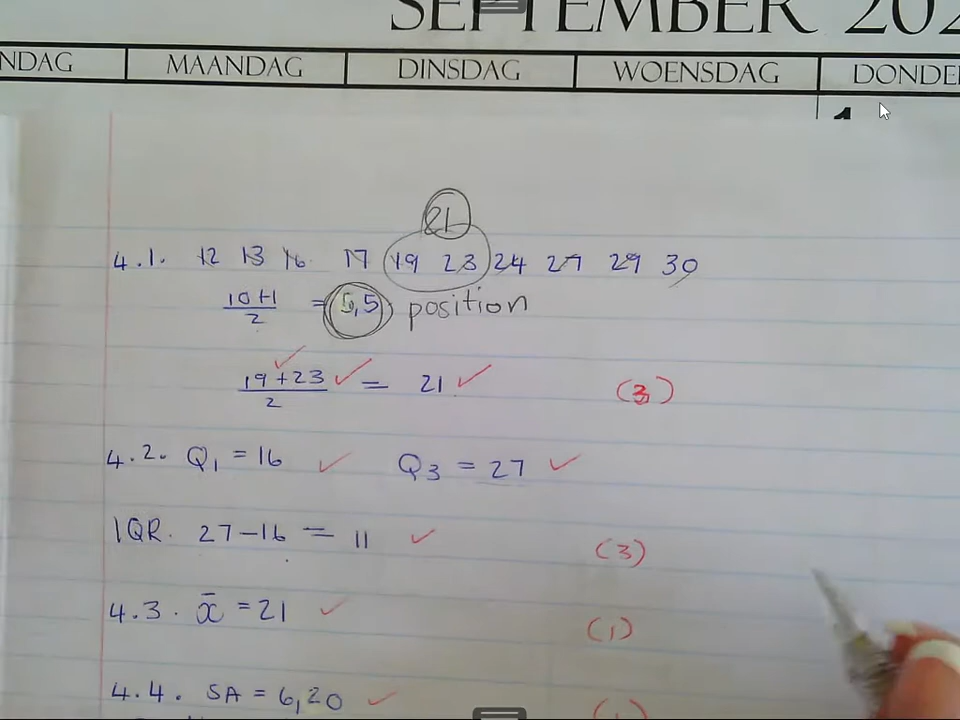 SEPTEMBER 202
NDAG MAANDAG DINSDAG WOENSDAG DONDE
21
4.1. 12 13 16 17 19 23 24 27 29 30
10+1/2 = 5,5 position
19+23/2 = 21 (3)
4.2. Q1 = 16 Q3 = 27
IQR. 27-16 = 11 (3)
4.3. x̄ = 21 (1)
4.4. SA = 6,20